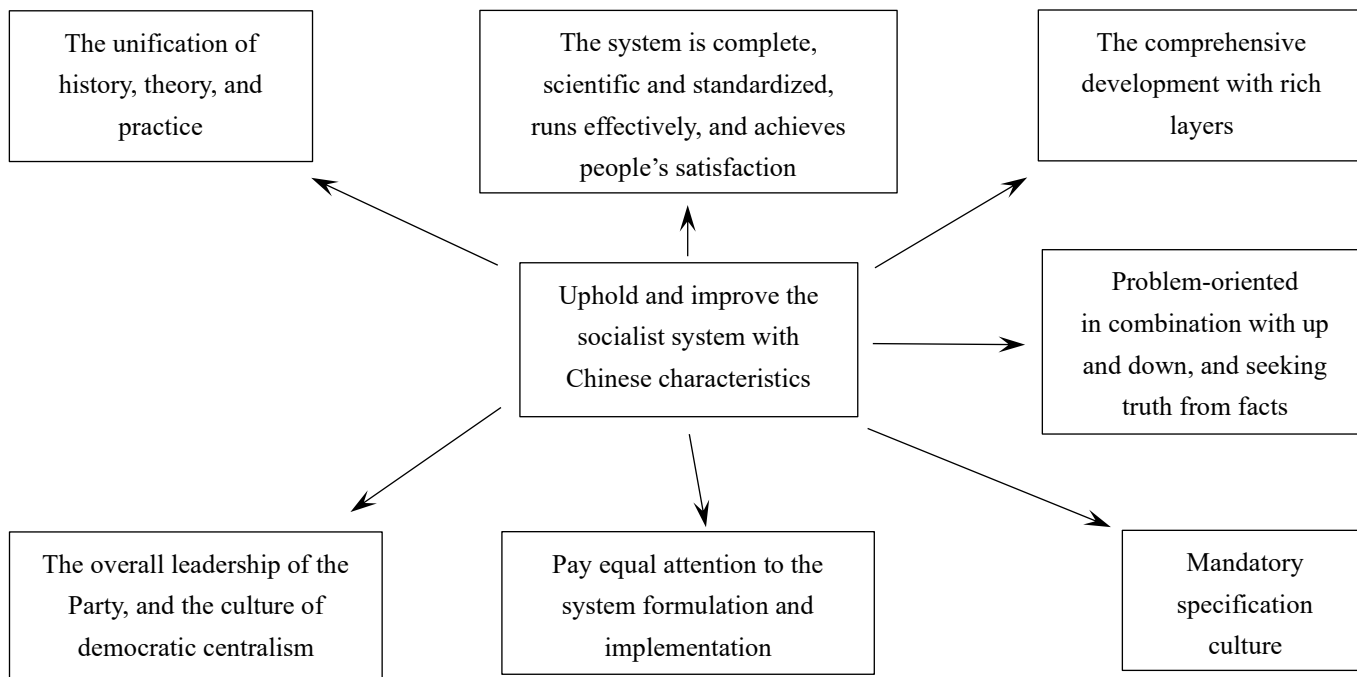 The unification of
history, theory, and
practice
The system is complete,
scientific and standardized,
runs effectively, and achieves
people’s satisfaction
The comprehensive
development with rich
layers
Uphold and improve the
socialist system with
Chinese characteristics
Problem-oriented
in combination with up
and down, and seeking
truth from facts
The overall leadership of the
Party, and the culture of
democratic centralism
Pay equal attention to the
system formulation and
implementation
Mandatory
specification
culture